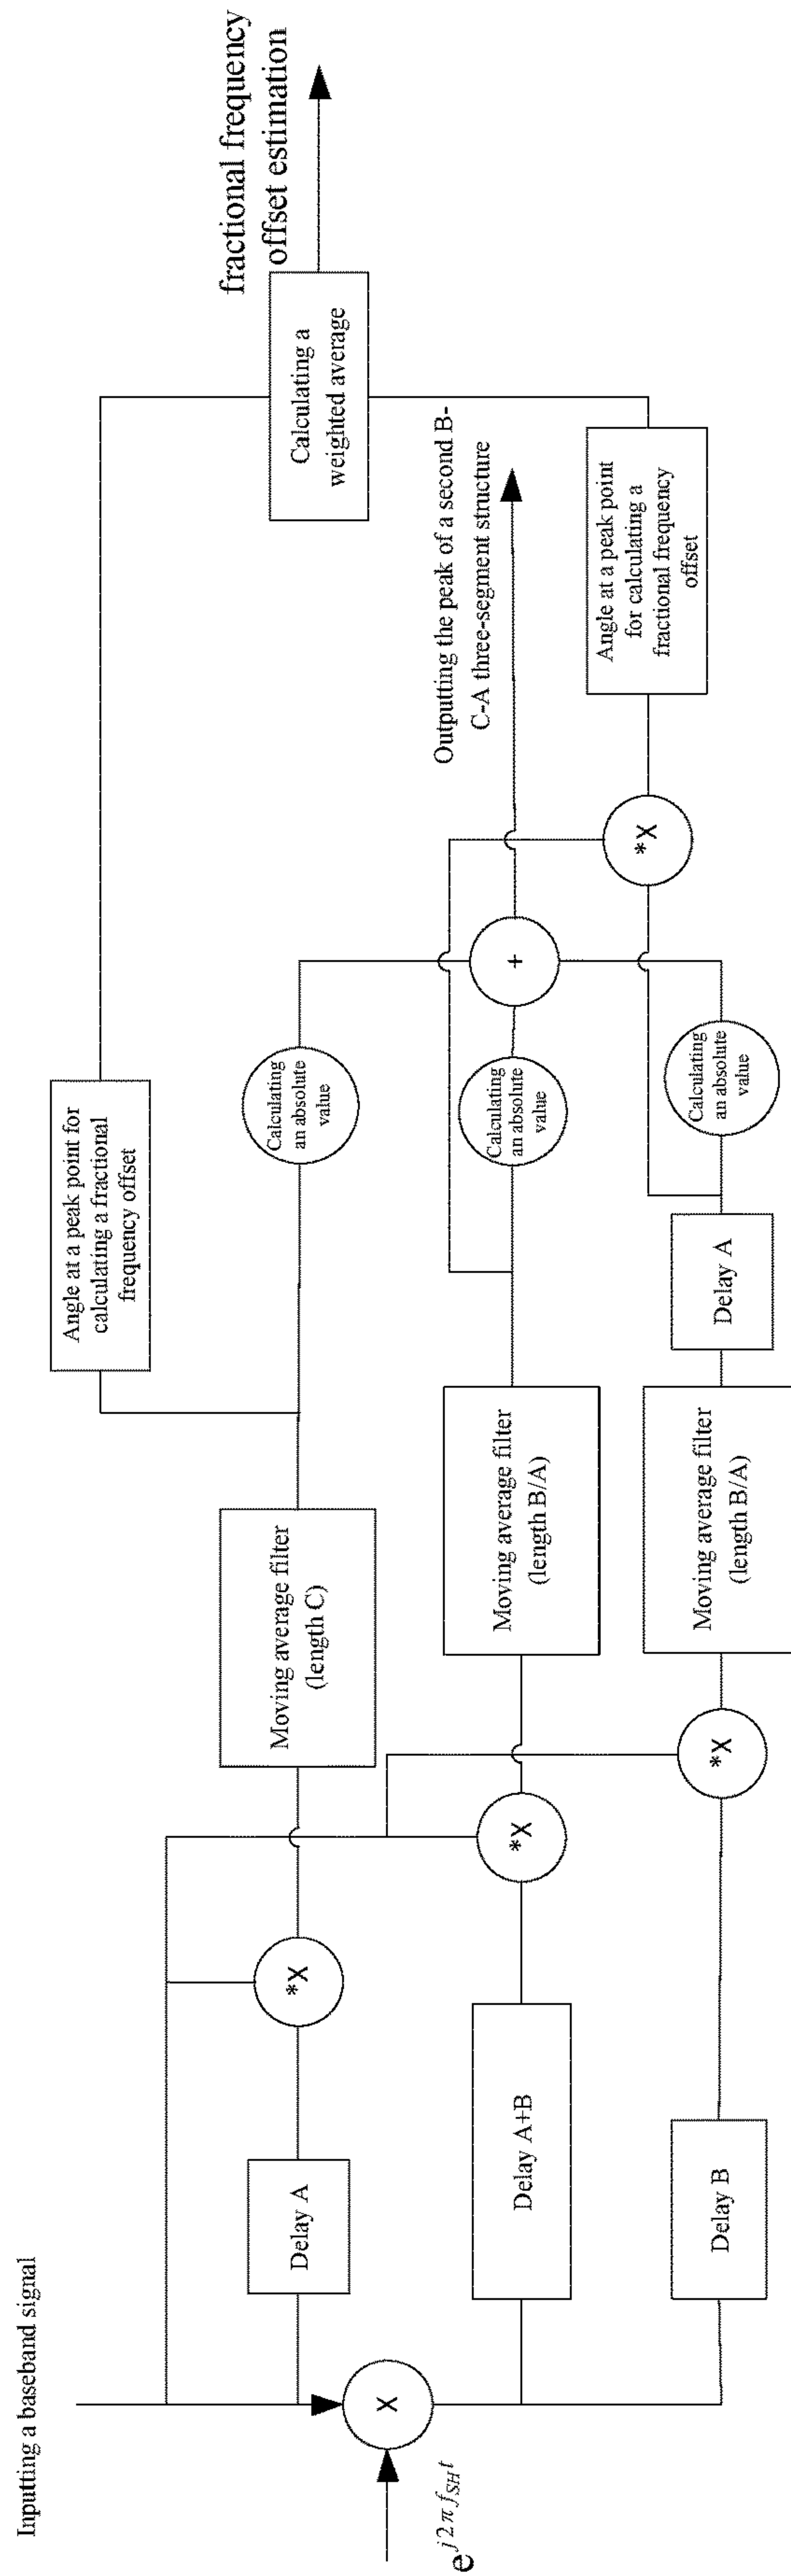 Inputting a baseband signal
e^{j2πf_{SH}t}
X
Delay A
Delay A+B
Delay B
*X
*X
*X
Moving average filter
(length C)
Moving average filter
(length B/A)
Moving average filter
(length B/A)
Delay A
Angle at a peak point for
calculating a fractional
frequency offset
Calculating
an absolute
value
Calculating
an absolute
value
Calculating
an absolute
value
+
*X
Outputting the peak of a second B-
C-A three-segment structure
Angle at a peak point
for calculating a
fractional frequency
offset
Calculating a
weighted average
fractional frequency
offset estimation